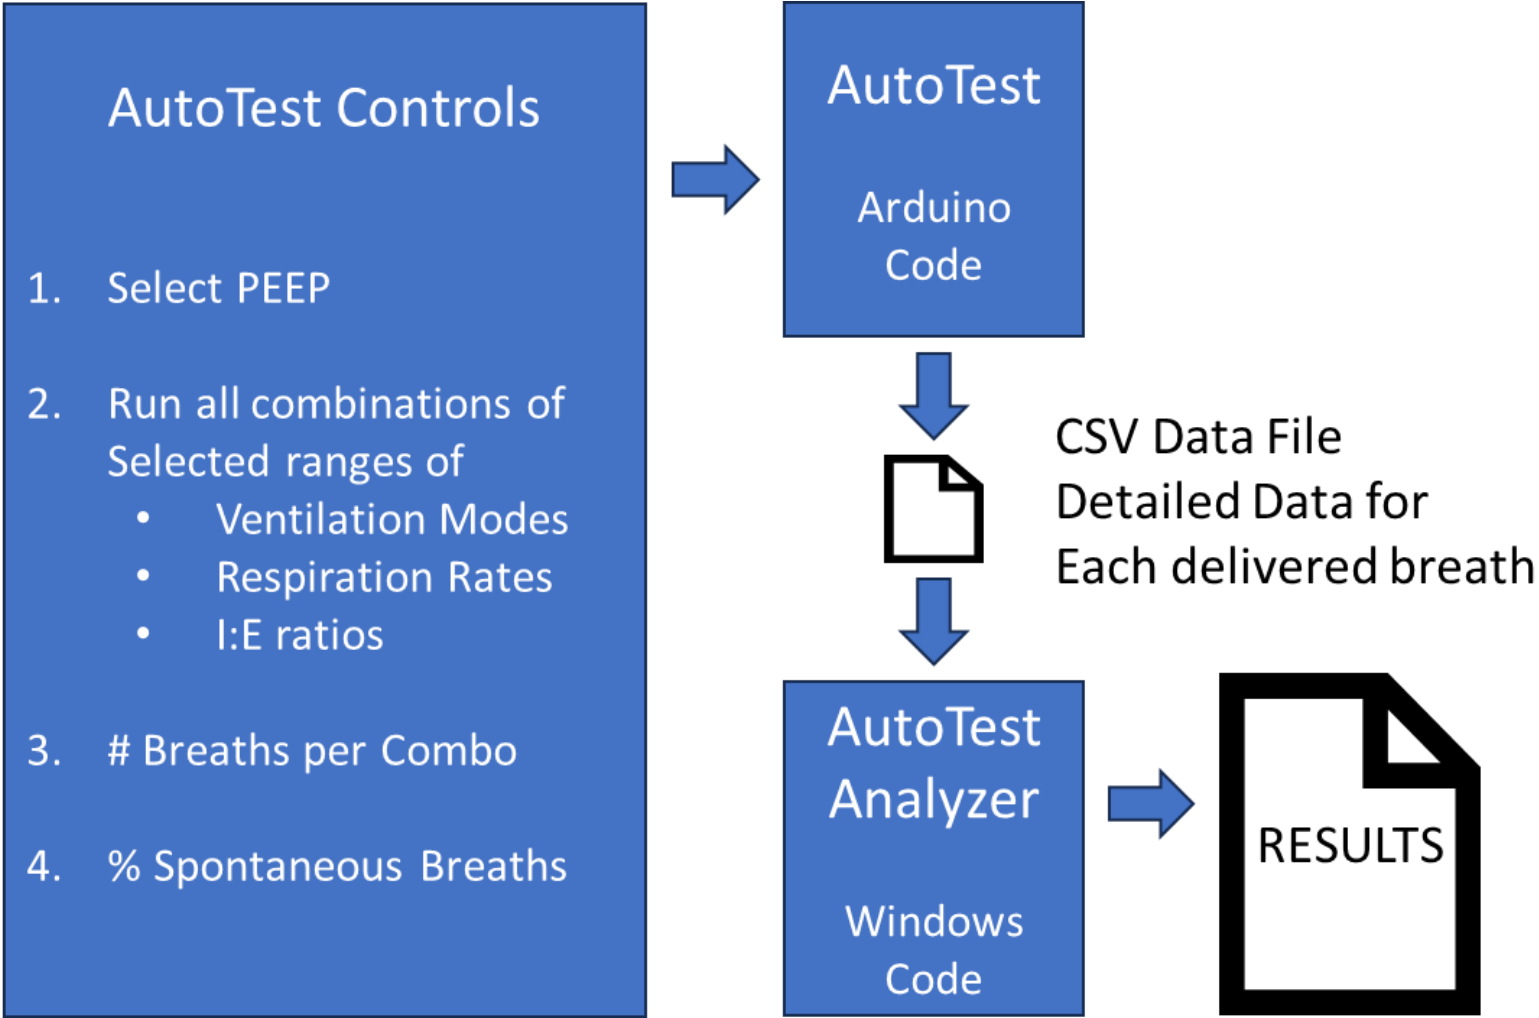 AutoTest Controls
1. Select PEEP
2. Run all combinations of
Selected ranges of
• Ventilation Modes
• Respiration Rates
• I:E ratios
3. # Breaths per Combo
4. % Spontaneous Breaths
AutoTest
Arduino
Code
CSV Data File
Detailed Data for
Each delivered breath
AutoTest
Analyzer
Windows
Code
RESULTS